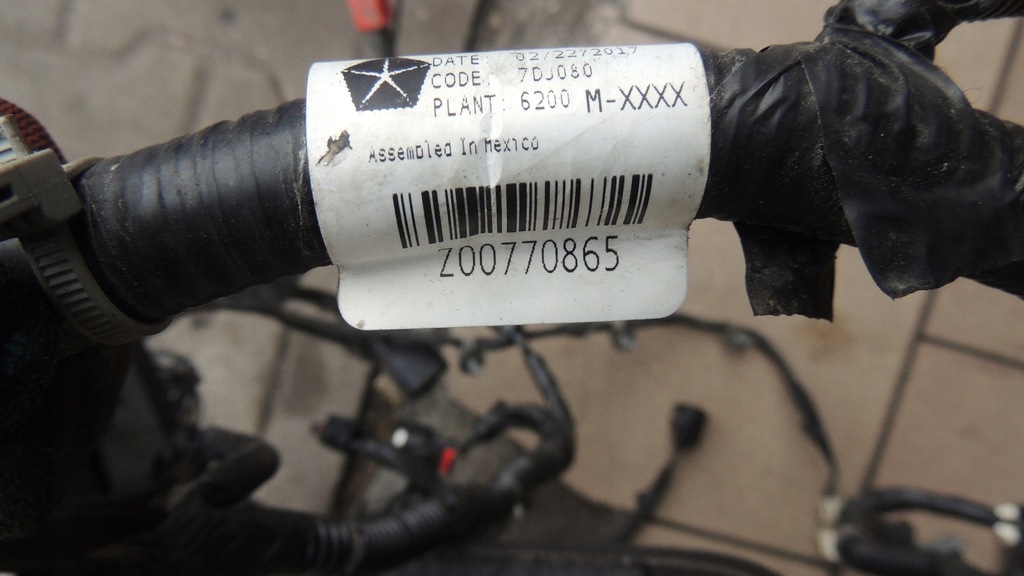 DATE: 02/22/2017
CODE: 7DJ080
PLANT: 6200 M-XXXX
Assembled In Mexico
Z00770865